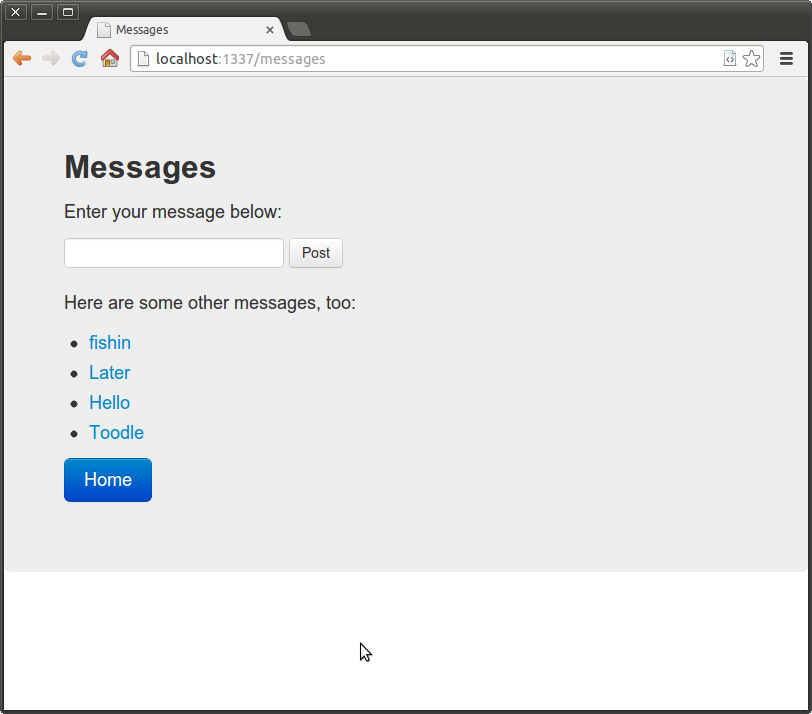 Messages
localhost:1337/messages
Messages
Enter your message below:
Post
Here are some other messages, too:
fishin
Later
Hello
Toodle
Home